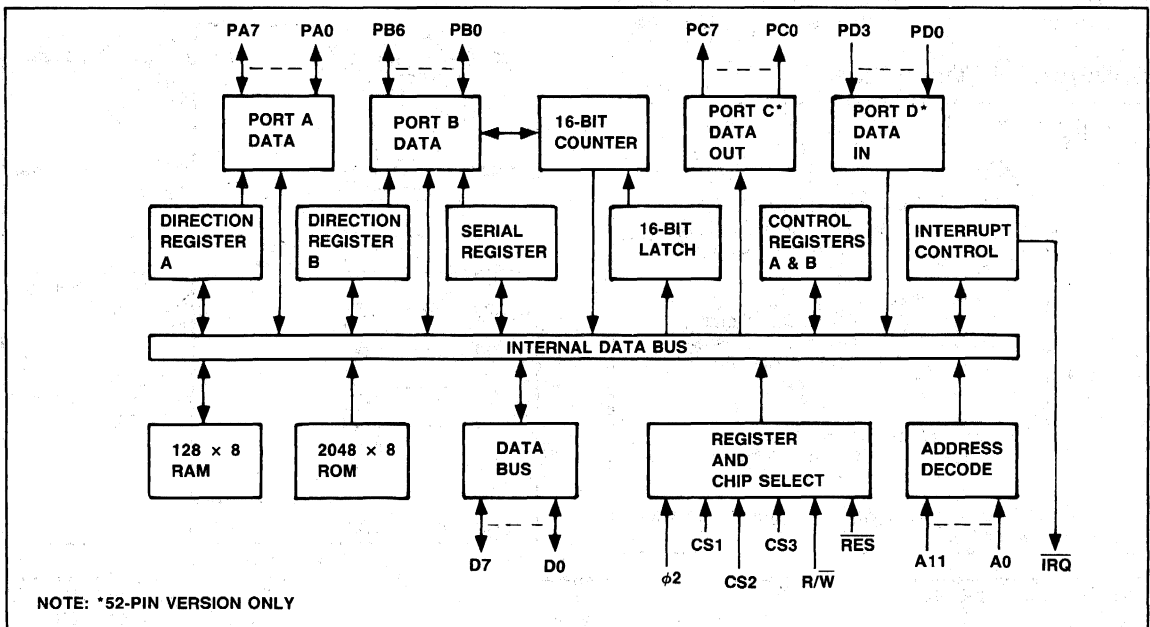 PA7 PA0 PB6 PB0 PC7 PC0 PD3 PD0
PORT A
DATA
PORT B
DATA
16-BIT
COUNTER
PORT C*
DATA
OUT
PORT D*
DATA
IN
DIRECTION
REGISTER
A
DIRECTION
REGISTER
B
SERIAL
REGISTER
16-BIT
LATCH
CONTROL
REGISTERS
A & B
INTERRUPT
CONTROL
INTERNAL DATA BUS
128 × 8
RAM
2048 × 8
ROM
DATA
BUS
REGISTER
AND
CHIP SELECT
ADDRESS
DECODE
D7 D0
ϕ2 CS1 CS2 CS3 R/W̅ R̅E̅S̅
A11 A0
I̅R̅Q̅
NOTE: *52-PIN VERSION ONLY